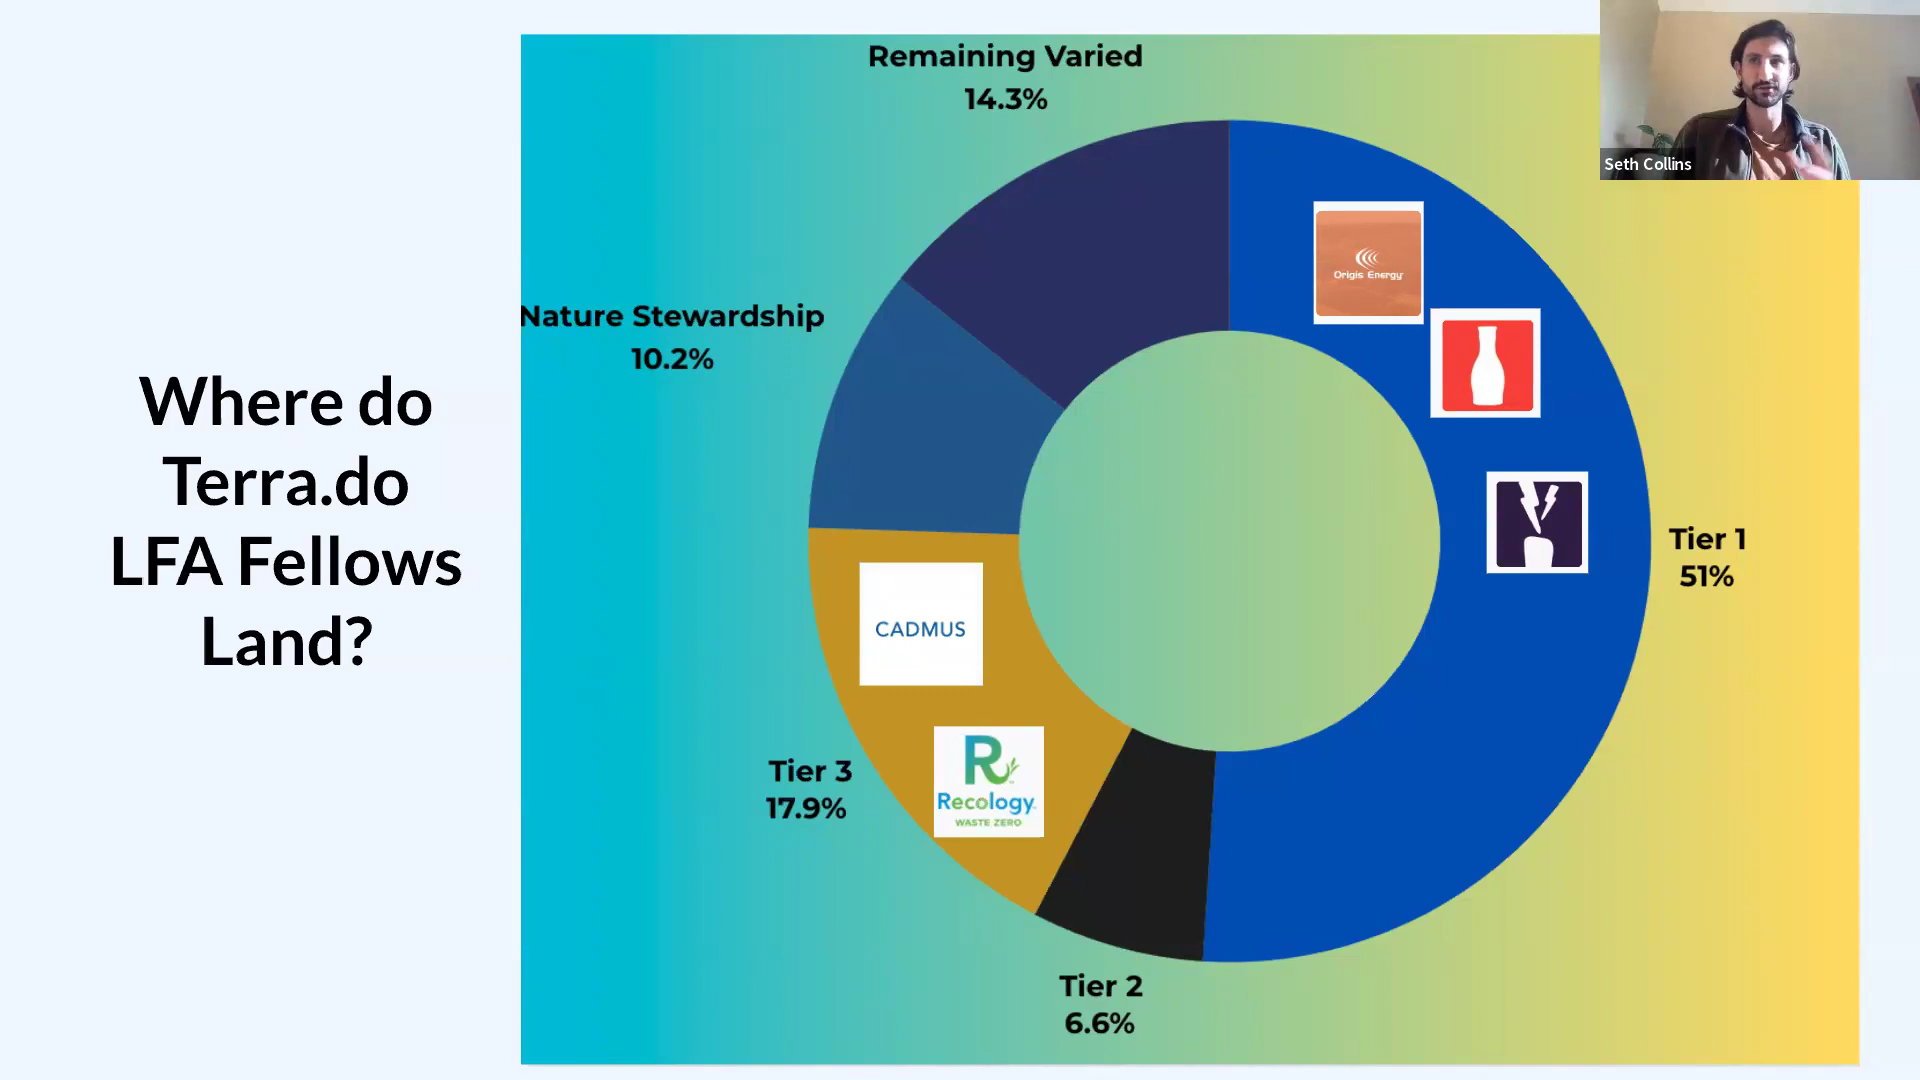 Where do
Terra.do
LFA Fellows
Land?
Remaining Varied
14.3%
Nature Stewardship
10.2%
Origis Energy
Tier 1
51%
CADMUS
Tier 3
17.9%
R
Recology
WASTE ZERO
Tier 2
6.6%
Seth Collins